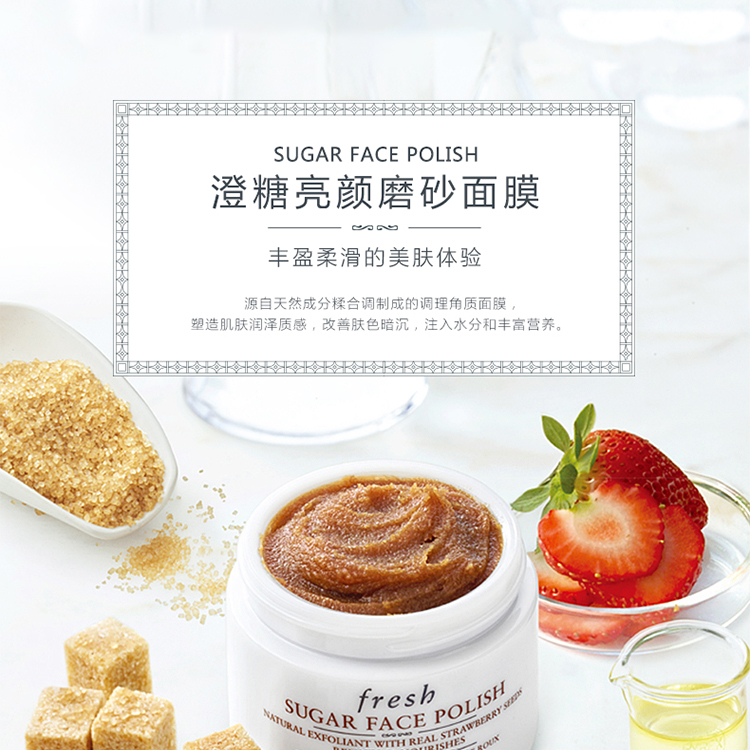 SUGAR FACE POLISH
澄糖亮颜磨砂面膜
丰盈柔滑的美肤体验
源自天然成分糅合调制成的调理角质面膜，
塑造肌肤润泽质感，改善肤色暗沉，注入水分和丰富营养。
fresh
SUGAR FACE POLISH
NATURAL EXFOLIANT WITH REAL STRAWBERRY SEEDS
ROUX